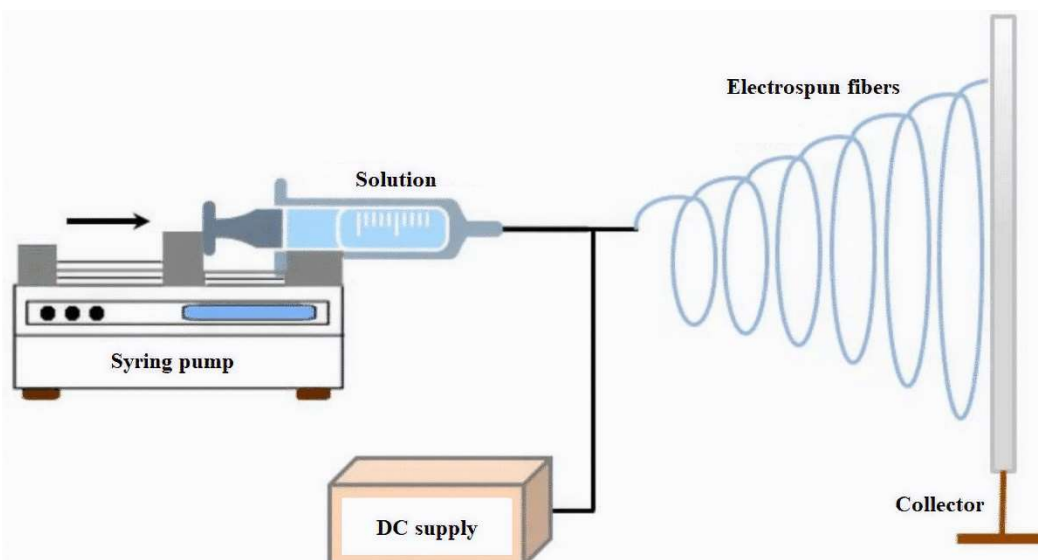 Electrospun fibers
Solution
Syring pump
Collector
DC supply